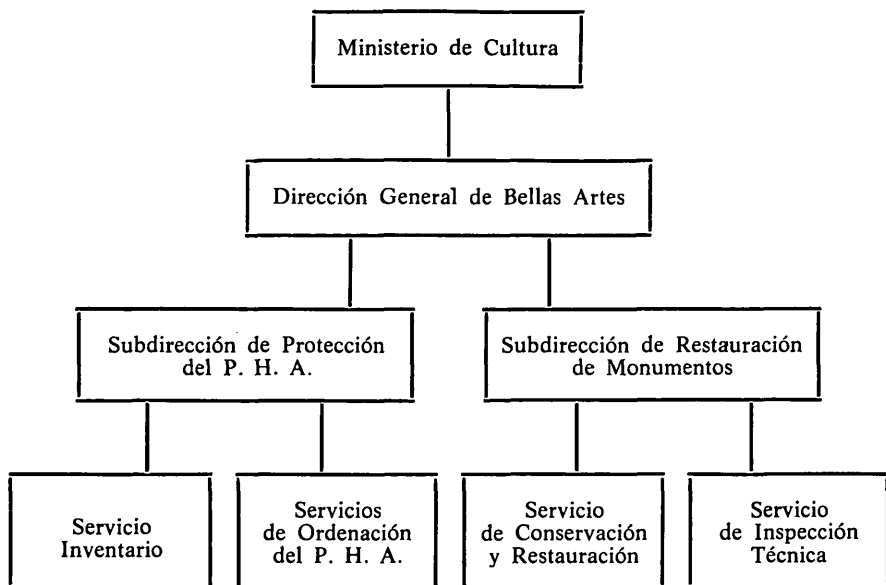 Ministerio de Cultura
Dirección General de Bellas Artes
Subdirección de Protección
del P. H. A.
Subdirección de Restauración
de Monumentos
Servicio
Inventario
Servicios
de Ordenación
del P. H. A.
Servicio
de Conservación
y Restauración
Servicio
de Inspección
Técnica